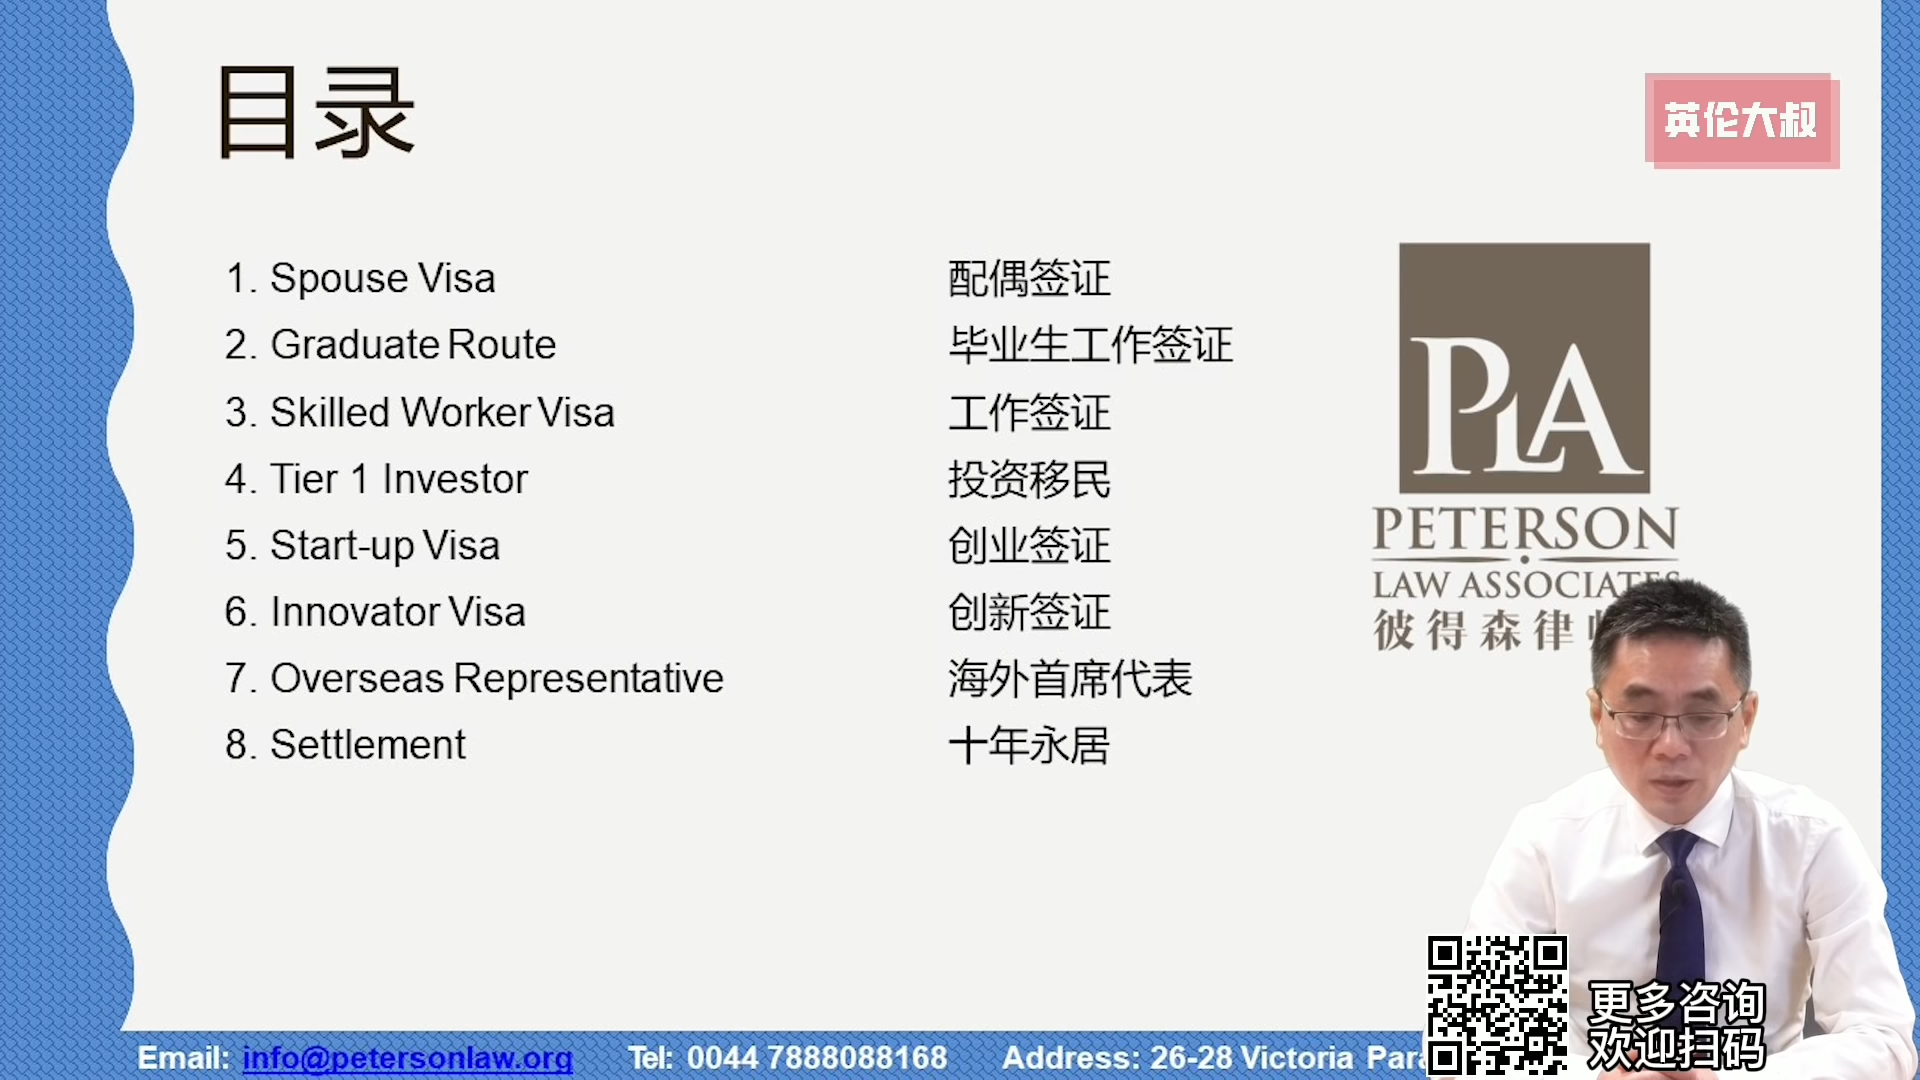 目录
英伦大叔
1. Spouse Visa 配偶签证
2. Graduate Route 毕业生工作签证
3. Skilled Worker Visa 工作签证
4. Tier 1 Investor 投资移民
5. Start-up Visa 创业签证
6. Innovator Visa 创新签证
7. Overseas Representative 海外首席代表
8. Settlement 十年永居
PLA
PETERSON
LAW ASSOCIATES
彼得森律
更多咨询
欢迎扫码
Email: info@petersonlaw.org Tel: 0044 7888088168 Address: 26-28 Victoria